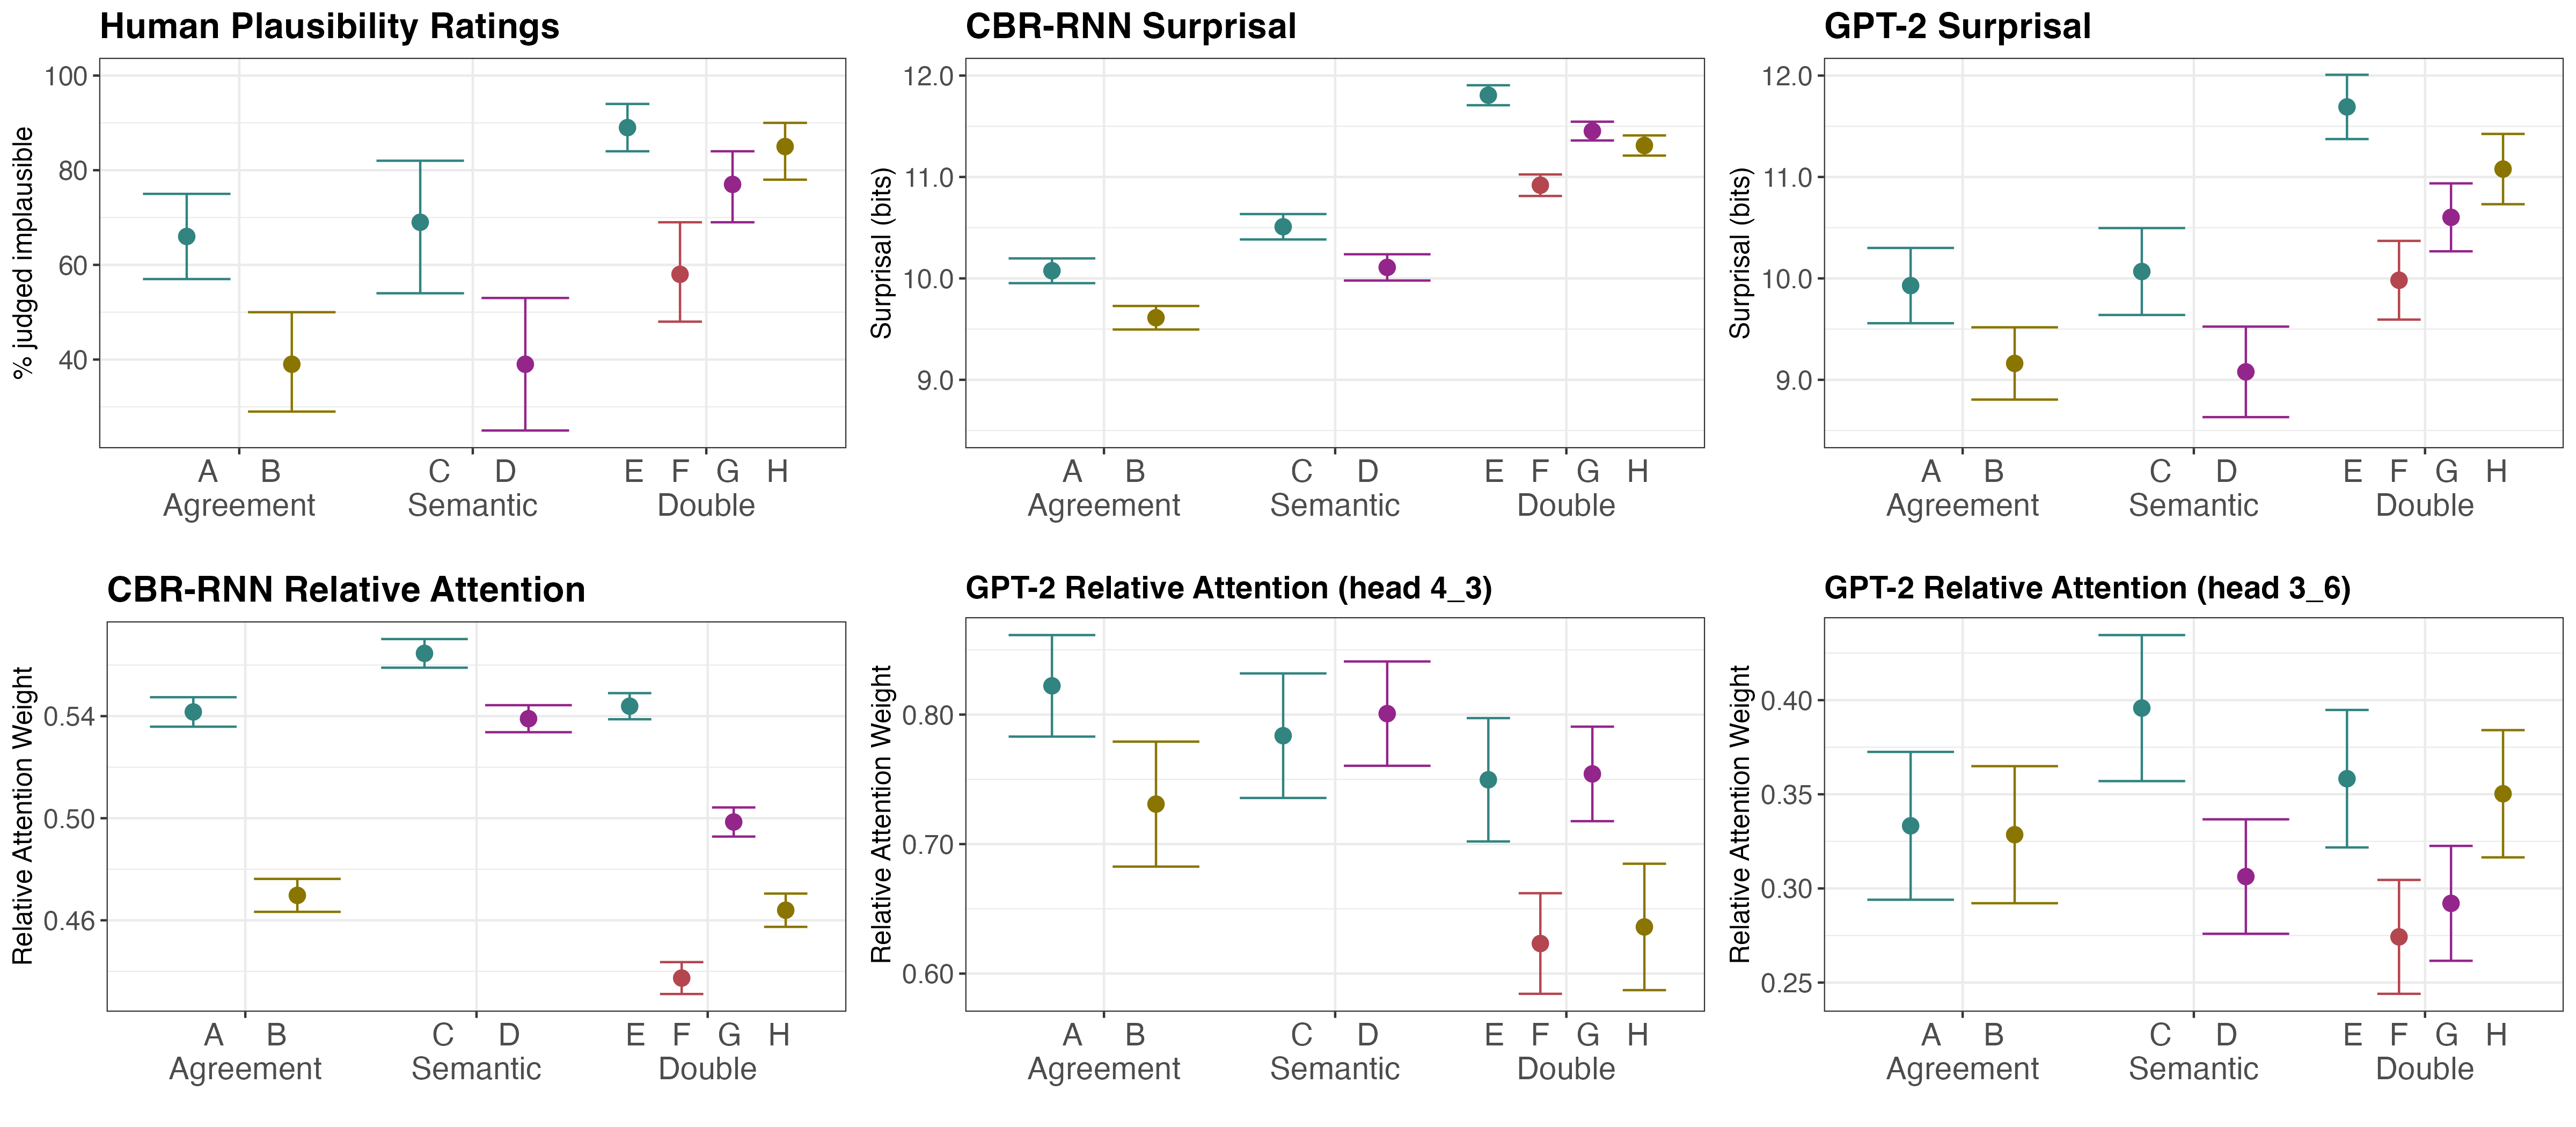 Human Plausibility Ratings
% judged implausible
100
80
60
40
A B C D E F G H
Agreement Semantic Double
CBR-RNN Surprisal
Surprisal (bits)
12.0
11.0
10.0
9.0
A B C D E F G H
Agreement Semantic Double
GPT-2 Surprisal
Surprisal (bits)
12.0
11.0
10.0
9.0
A B C D E F G H
Agreement Semantic Double
CBR-RNN Relative Attention
Relative Attention Weight
0.54
0.50
0.46
A B C D E F G H
Agreement Semantic Double
GPT-2 Relative Attention (head 4_3)
Relative Attention Weight
0.80
0.70
0.60
A B C D E F G H
Agreement Semantic Double
GPT-2 Relative Attention (head 3_6)
Relative Attention Weight
0.40
0.35
0.30
0.25
A B C D E F G H
Agreement Semantic Double